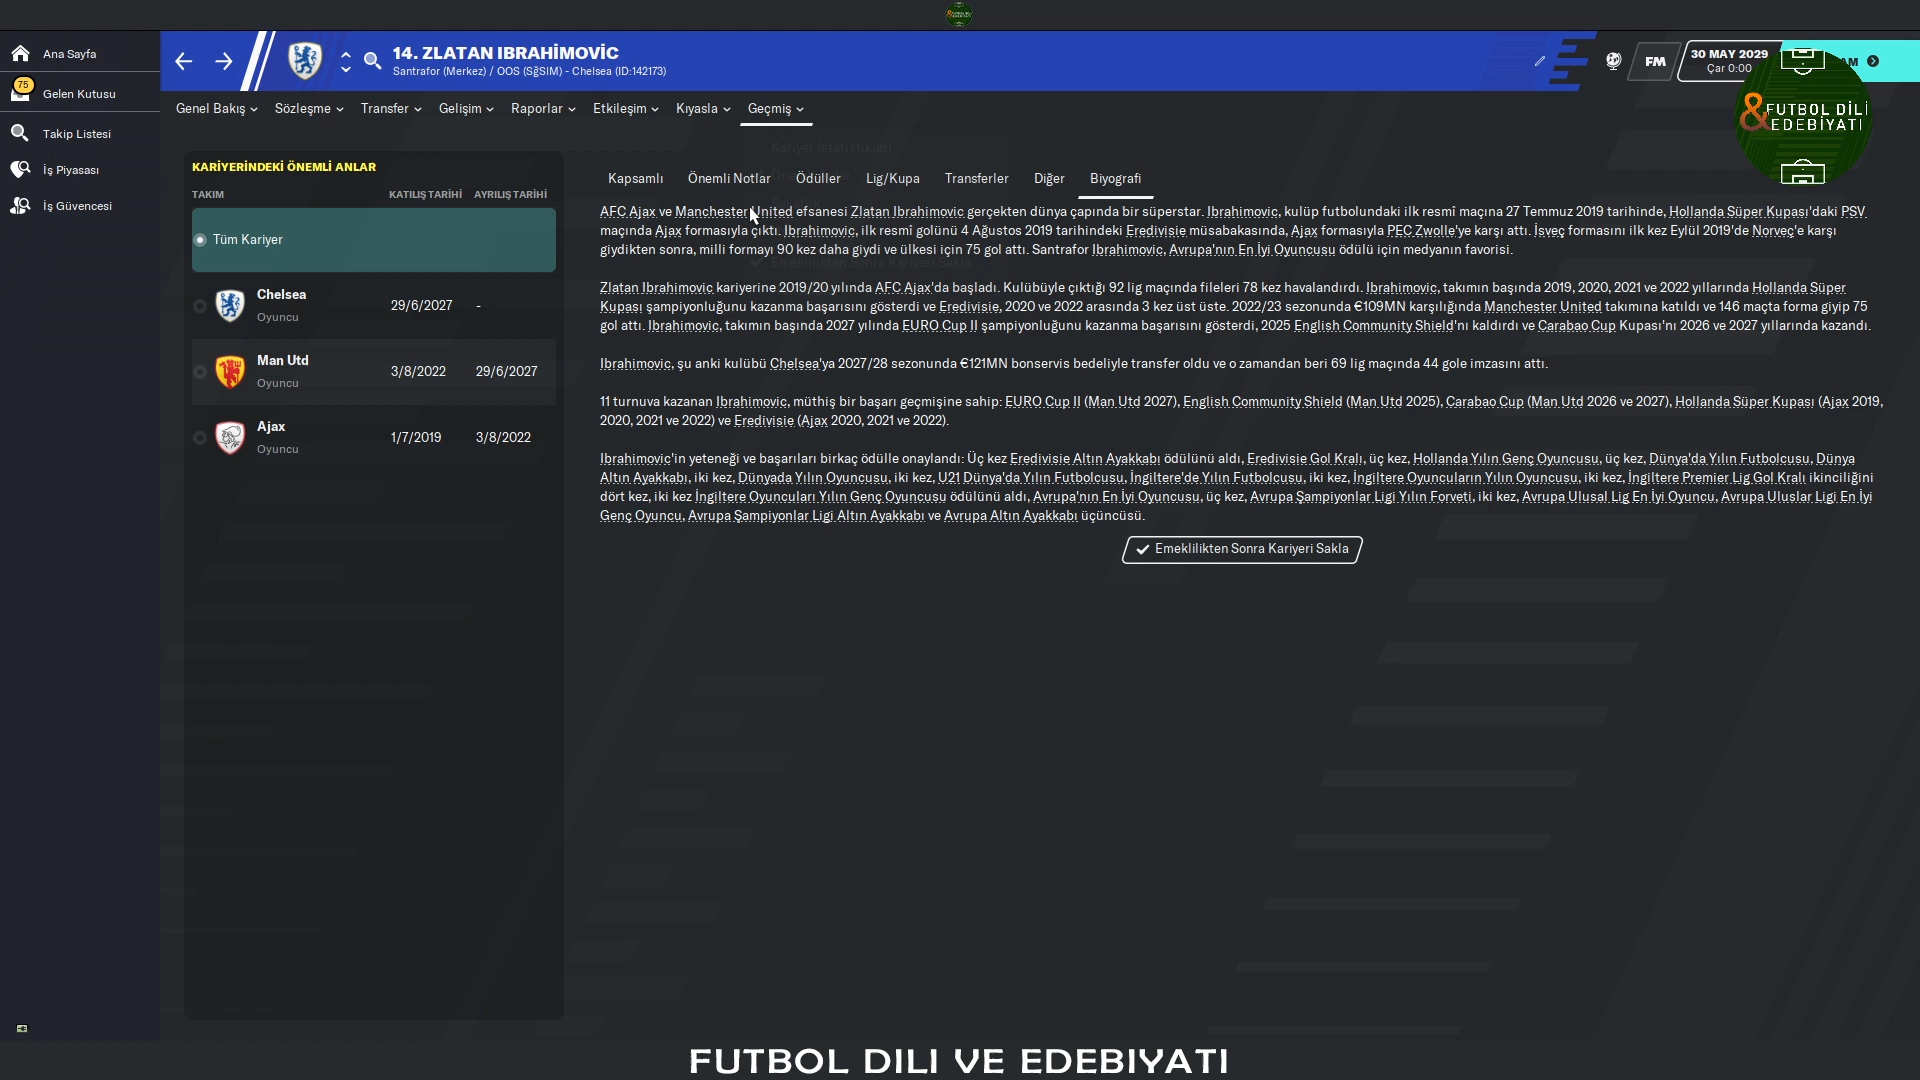 Ana Sayfa
75
Gelen Kutusu
Takip Listesi
İş Piyasası
İş Güvencesi
14. ZLATAN IBRAHİMOVİC
Santrafor (Merkez) / OOS (SğSIM) - Chelsea (ID:142173)
FM
30 MAY 2029
Çar 0:00
&FUTBOL DİLİ
EDEBİYATI
Genel Bakış
Sözleşme
Transfer
Gelişim
Raporlar
Etkileşim
Kıyasla
Geçmiş
KARİYERİNDEKİ ÖNEMLİ ANLAR
TAKIM KATILIŞ TARİHİ AYRILIŞ TARİHİ
Tüm Kariyer
Chelsea
Oyuncu
29/6/2027 -
Man Utd
Oyuncu
3/8/2022 29/6/2027
Ajax
Oyuncu
1/7/2019 3/8/2022
Kariyer İstatistikleri
Kapsamlı Önemli Notlar Ödüller Lig/Kupa Transferler Diğer Biyografi
AFC Ajax ve Manchester United efsanesi Zlatan Ibrahimovic gerçekten dünya çapında bir süperstar. Ibrahimovic, kulüp futbolundaki ilk resmî maçına 27 Temmuz 2019 tarihinde, Hollanda Süper Kupası'daki PSV
maçında Ajax formasıyla çıktı. Ibrahimovic, ilk resmî golünü 4 Ağustos 2019 tarihindeki Eredivisie müsabakasında, Ajax formasıyla PEC Zwolle'ye karşı attı. İsveç formasını ilk kez Eylül 2019'de Norveç'e karşı
giydikten sonra, milli formayı 90 kez daha giydi ve ülkesi için 75 gol attı. Santrafor Ibrahimovic, Avrupa'nın En İyi Oyuncusu ödülü için medyanın favorisi.
Zlatan Ibrahimovic kariyerine 2019/20 yılında AFC Ajax'da başladı. Kulübüyle çıktığı 92 lig maçında fileleri 78 kez havalandırdı. Ibrahimovic, takımın başında 2019, 2020, 2021 ve 2022 yıllarında Hollanda Süper
Kupası şampiyonluğunu kazanma başarısını gösterdi ve Eredivisie, 2020 ve 2022 arasında 3 kez üst üste. 2022/23 sezonunda €109MN karşılığında Manchester United takımına katıldı ve 146 maçta forma giyip 75
gol attı. Ibrahimovic, takımın başında 2027 yılında EURO Cup II şampiyonluğunu kazanma başarısını gösterdi, 2025 English Community Shield'nı kaldırdı ve Carabao Cup Kupası'nı 2026 ve 2027 yıllarında kazandı.
Ibrahimovic, şu anki kulübü Chelsea'ya 2027/28 sezonunda €121MN bonservis bedeliyle transfer oldu ve o zamandan beri 69 lig maçında 44 gole imzasını attı.
11 turnuva kazanan Ibrahimovic, müthiş bir başarı geçmişine sahip: EURO Cup II (Man Utd 2027), English Community Shield (Man Utd 2025), Carabao Cup (Man Utd 2026 ve 2027), Hollanda Süper Kupası (Ajax 2019,
2020, 2021 ve 2022) ve Eredivisie (Ajax 2020, 2021 ve 2022).
Ibrahimovic'in yeteneği ve başarıları birkaç ödülle onaylandı: Üç kez Eredivisie Altın Ayakkabı ödülünü aldı, Eredivisie Gol Kralı, üç kez, Hollanda Yılın Genç Oyuncusu, üç kez, Dünya'da Yılın Futbolcusu, Dünya
Altın Ayakkabı, iki kez, Dünyada Yılın Oyuncusu, iki kez, U21 Dünya'da Yılın Futbolcusu, İngiltere'de Yılın Futbolcusu, iki kez, İngiltere Oyuncuların Yılın Oyuncusu, iki kez, İngiltere Premier Lig Gol Kralı ikinciliğini
dört kez, iki kez İngiltere Oyuncuları Yılın Genç Oyuncusu ödülünü aldı, Avrupa'nın En İyi Oyuncusu, üç kez, Avrupa Şampiyonlar Ligi Yılın Forveti, iki kez, Avrupa Ulusal Lig En İyi Oyuncu, Avrupa Uluslar Ligi En İyi
Genç Oyuncu, Avrupa Şampiyonlar Ligi Altın Ayakkabı ve Avrupa Altın Ayakkabı üçüncüsü.
Emeklilikten Sonra Kariyeri Sakla
FUTBOL DILI VE EDEBIYATI